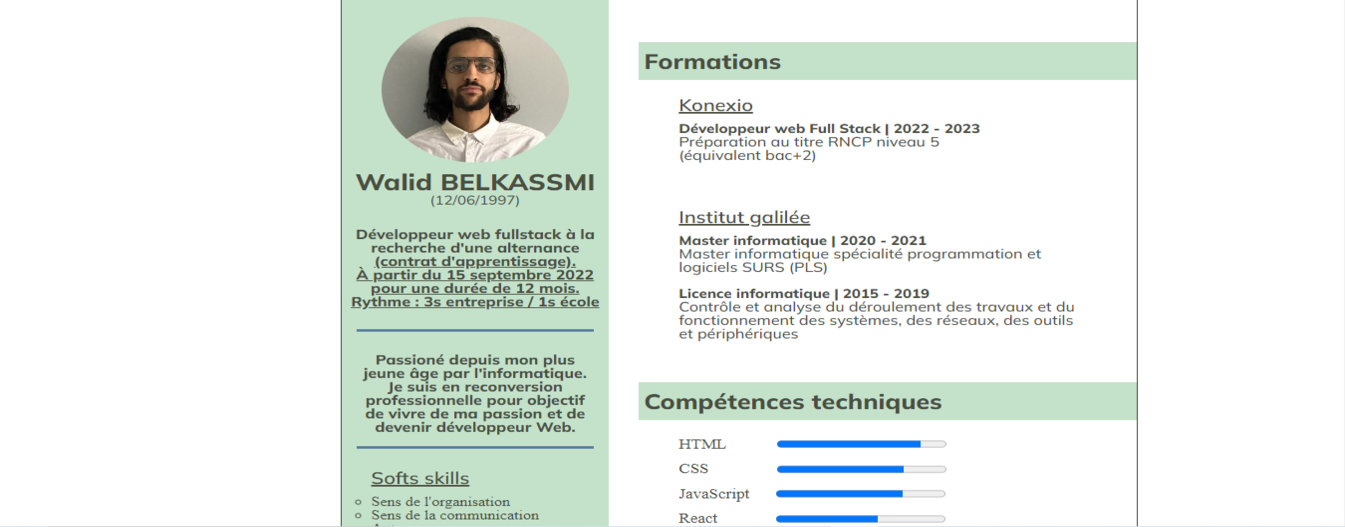 Walid BELKASSMI
(12/06/1997)
Développeur web fullstack à la
recherche d'une alternance
(contrat d'apprentissage).
À partir du 15 septembre 2022
pour une durée de 12 mois.
Rythme : 3s entreprise / 1s école
Passioné depuis mon plus
jeune âge par l'informatique.
Je suis en reconversion
professionnelle pour objectif
de vivre de ma passion et de
devenir développeur Web.
Softs skills
Sens de l'organisation
Sens de la communication
Formations
Konexio
Développeur web Full Stack | 2022 - 2023
Préparation au titre RNCP niveau 5
(équivalent bac+2)
Institut galilée
Master informatique | 2020 - 2021
Master informatique spécialité programmation et
logiciels SURS (PLS)
Licence informatique | 2015 - 2019
Contrôle et analyse du déroulement des travaux et du
fonctionnement des systèmes, des réseaux, des outils
et périphériques
Compétences techniques
HTML
CSS
JavaScript
React